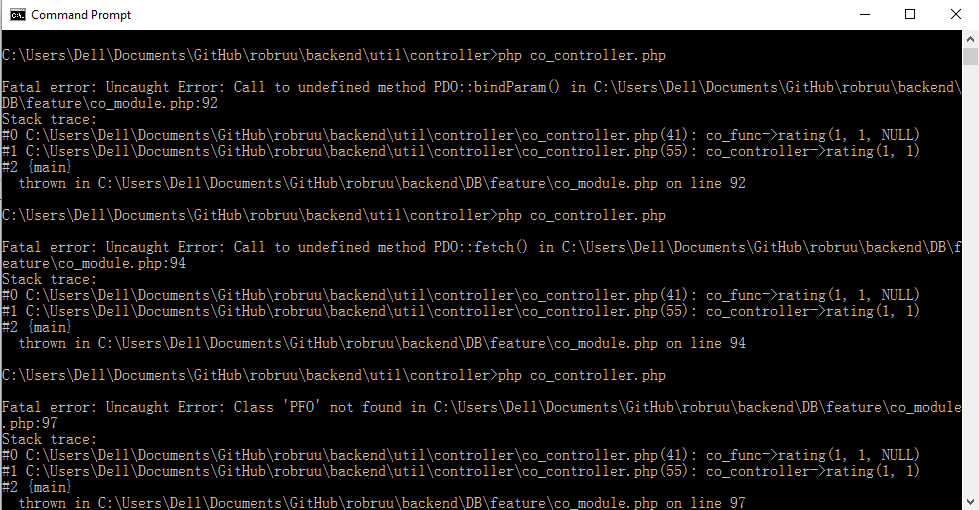 Command Prompt
C:\Users\Dell\Documents\GitHub\robruu\backend\util\controller>php co_controller.php
Fatal error: Uncaught Error: Call to undefined method PDO::bindParam() in C:\Users\Dell\Documents\GitHub\robruu\backend\
DB\feature\co_module.php:92
Stack trace:
#0 C:\Users\Dell\Documents\GitHub\robruu\backend\util\controller\co_controller.php(41): co_func->rating(1, 1, NULL)
#1 C:\Users\Dell\Documents\GitHub\robruu\backend\util\controller\co_controller.php(55): co_controller->rating(1, 1)
#2 {main}
  thrown in C:\Users\Dell\Documents\GitHub\robruu\backend\DB\feature\co_module.php on line 92
C:\Users\Dell\Documents\GitHub\robruu\backend\util\controller>php co_controller.php
Fatal error: Uncaught Error: Call to undefined method PDO::fetch() in C:\Users\Dell\Documents\GitHub\robruu\backend\DB\f
eature\co_module.php:94
Stack trace:
#0 C:\Users\Dell\Documents\GitHub\robruu\backend\util\controller\co_controller.php(41): co_func->rating(1, 1, NULL)
#1 C:\Users\Dell\Documents\GitHub\robruu\backend\util\controller\co_controller.php(55): co_controller->rating(1, 1)
#2 {main}
  thrown in C:\Users\Dell\Documents\GitHub\robruu\backend\DB\feature\co_module.php on line 94
C:\Users\Dell\Documents\GitHub\robruu\backend\util\controller>php co_controller.php
Fatal error: Uncaught Error: Class 'PFO' not found in C:\Users\Dell\Documents\GitHub\robruu\backend\DB\feature\co_module
.php:97
Stack trace:
#0 C:\Users\Dell\Documents\GitHub\robruu\backend\util\controller\co_controller.php(41): co_func->rating(1, 1, NULL)
#1 C:\Users\Dell\Documents\GitHub\robruu\backend\util\controller\co_controller.php(55): co_controller->rating(1, 1)
#2 {main}
  thrown in C:\Users\Dell\Documents\GitHub\robruu\backend\DB\feature\co_module.php on line 97